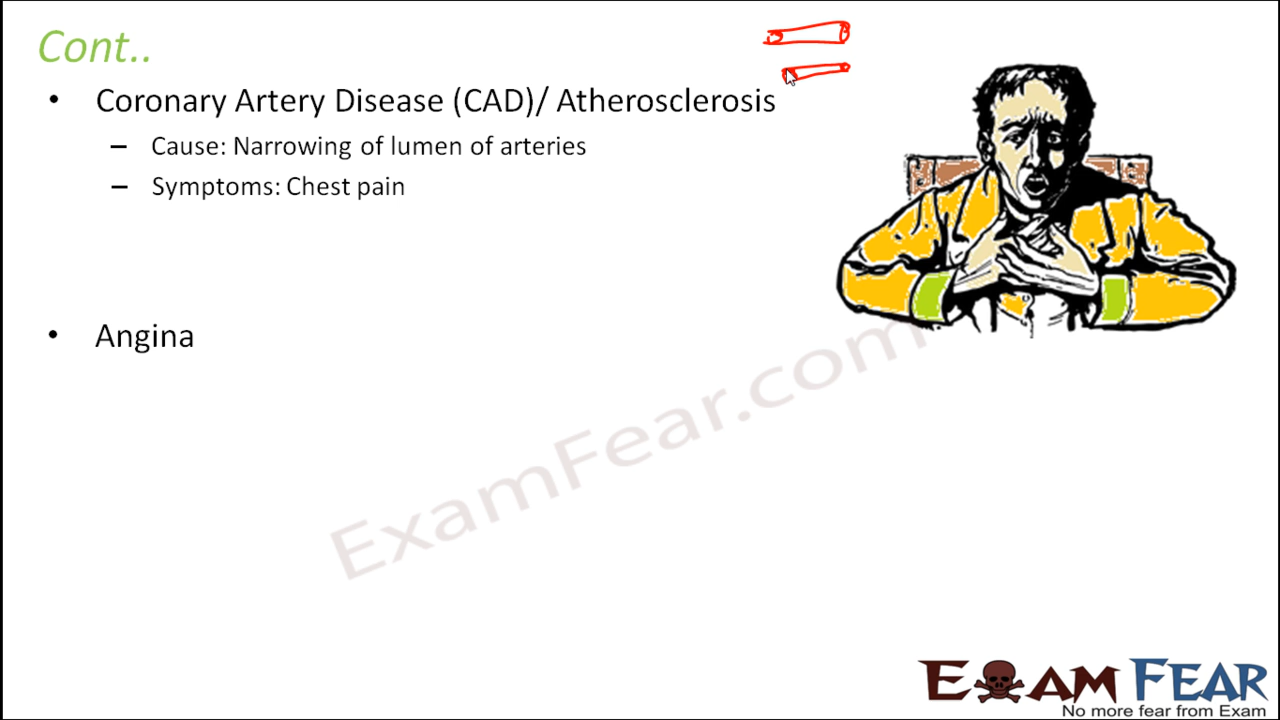 Cont..
• Coronary Artery Disease (CAD)/ Atherosclerosis
– Cause: Narrowing of lumen of arteries
– Symptoms: Chest pain
• Angina
ExamFear.com
EXAM FEAR
No more fear from Exam